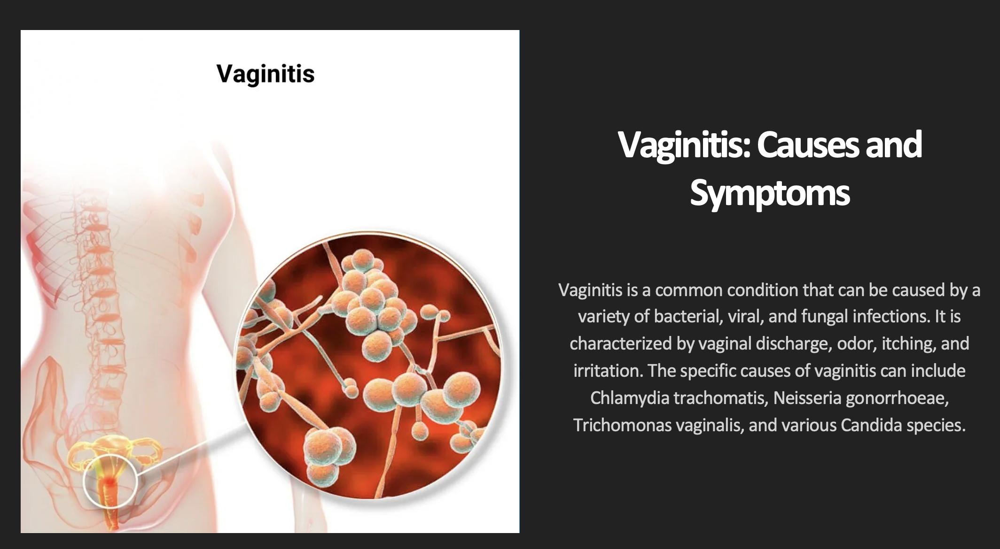 Vaginitis
Vaginitis: Causes and
Symptoms
Vaginitis is a common condition that can be caused by a
variety of bacterial, viral, and fungal infections. It is
characterized by vaginal discharge, odor, itching, and
irritation. The specific causes of vaginitis can include
Chlamydia trachomatis, Neisseria gonorrhoeae,
Trichomonas vaginalis, and various Candida species.